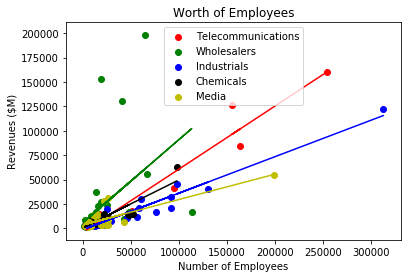 Worth of Employees
Telecommunications
Wholesalers
Industrials
Chemicals
Media
200000
175000
150000
125000
100000
75000
50000
25000
0
Revenues ($M)
0 50000 100000 150000 200000 250000 300000
Number of Employees